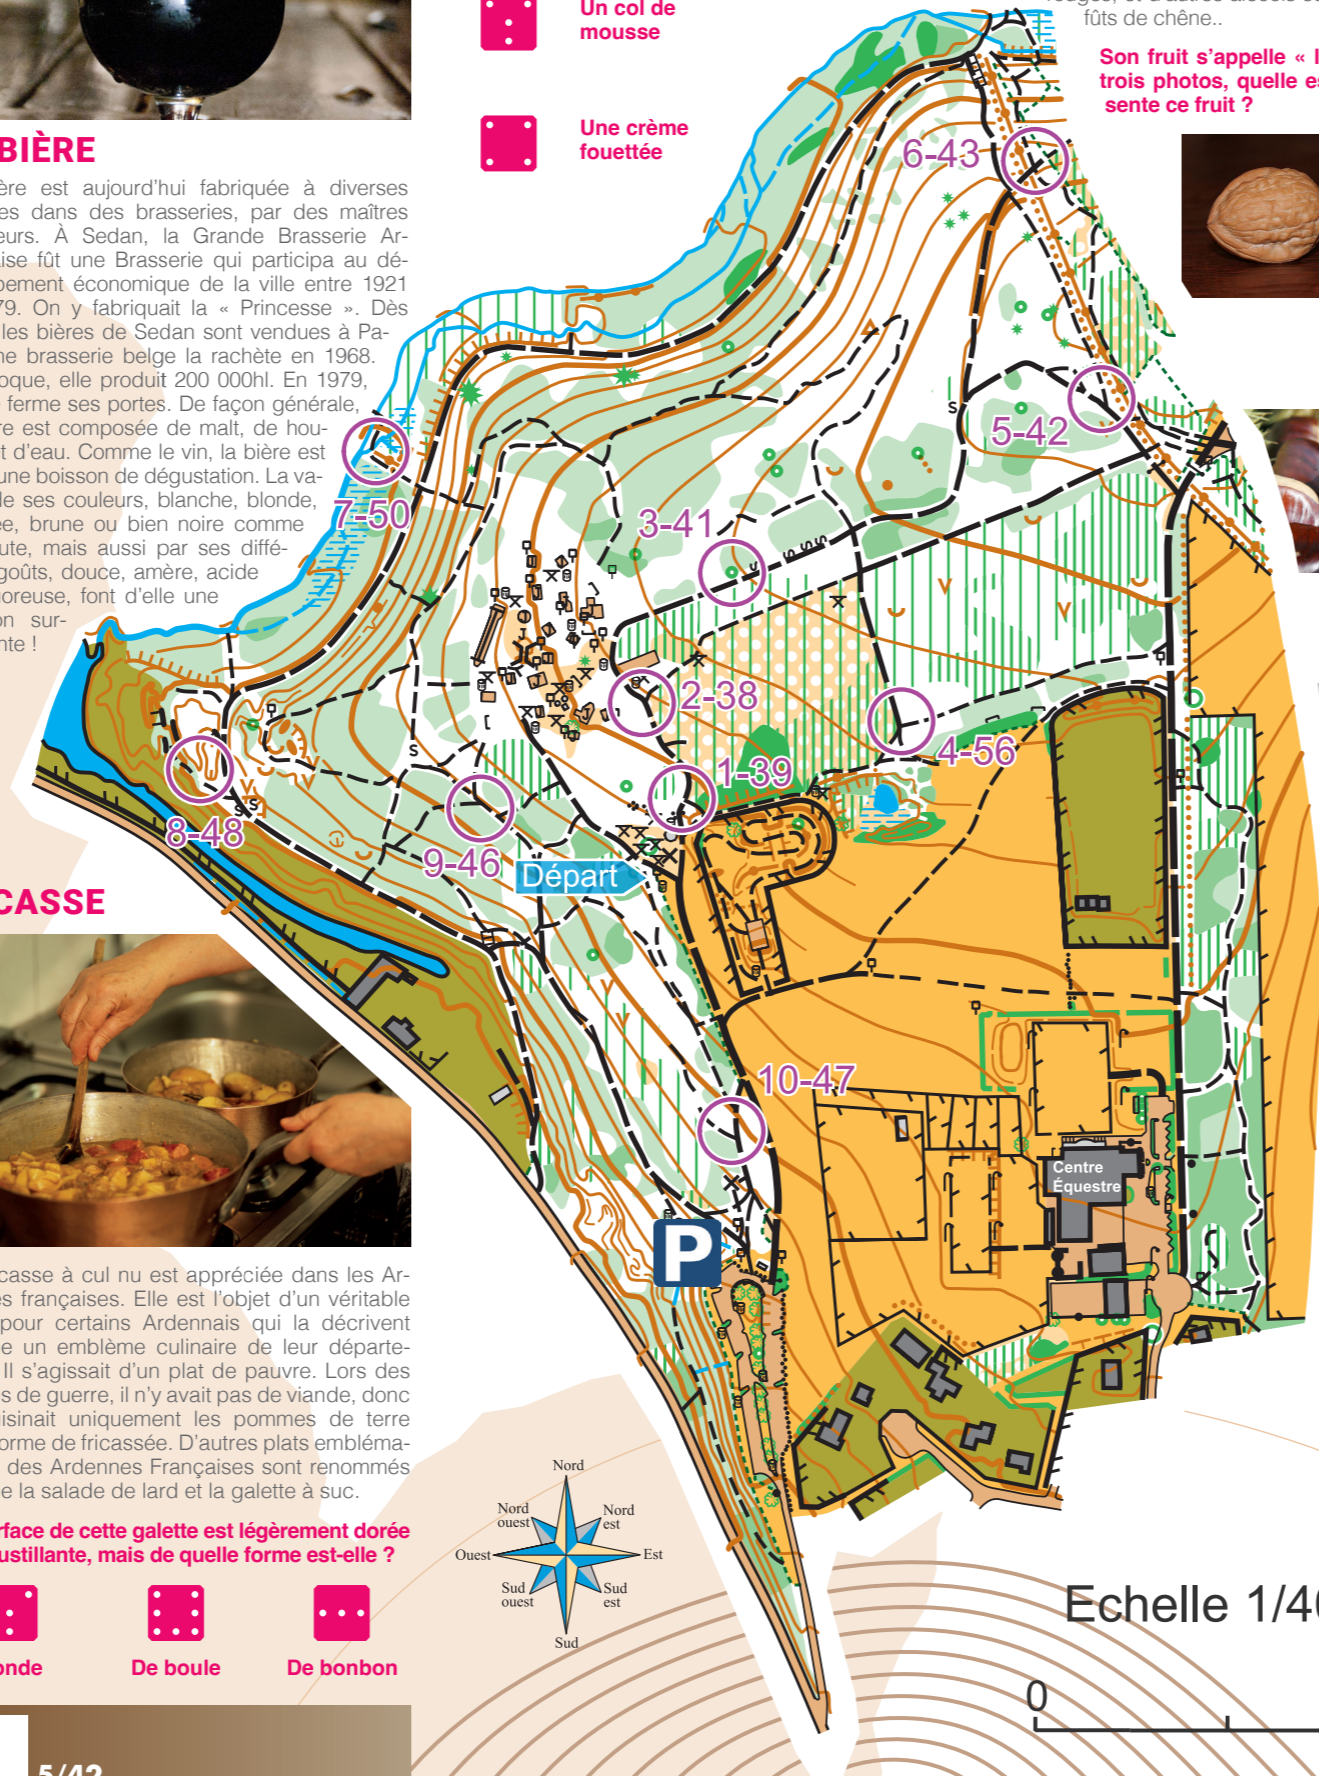 Un col de
mousse
Une crème
fouettée
fûts de chêne..
Son fruit s'appelle «
trois photos, quelle
sente ce fruit ?
BIÈRE
est aujourd'hui fabriquée à diverses
dans des brasseries, par des maîtres
À Sedan, la Grande Brasserie Ar-
fût une Brasserie qui participa au dé-
économique de la ville entre 1921
79. On y fabriquait la « Princesse ». Dès
les bières de Sedan sont vendues à Pa-
ne brasserie belge la rachète en 1968.
oque, elle produit 200 000hl. En 1979,
ferme ses portes. De façon générale,
re est composée de malt, de hou-
t d'eau. Comme le vin, la bière est
une boisson de dégustation. La va-
de ses couleurs, blanche, blonde,
ée, brune ou bien noire comme
ute, mais aussi par ses diffé-
goûts, douce, amère, acide
oreuse, font d'elle une
on sur-
nte !
6-43
5-42
7-50
3-41
2-38
1-39
4-56
8-48
9-46
Départ
10-47
Centre
Équestre
P
CASSE
casse à cul nu est appréciée dans les Ar-
es françaises. Elle est l'objet d'un véritable
pour certains Ardennais qui la décrivent
e un emblème culinaire de leur départe-
Il s'agissait d'un plat de pauvre. Lors des
s de guerre, il n'y avait pas de viande, donc
uisinait uniquement les pommes de terre
orme de fricassée. D'autres plats embléma-
des Ardennes Françaises sont renommés
e la salade de lard et la galette à suc.
rface de cette galette est légèrement dorée
ustillante, mais de quelle forme est-elle ?
onde
De boule
De bonbon
Nord
Nord
ouest
Nord
est
Ouest
Est
Sud
ouest
Sud
est
Sud
Echelle 1/40
0
5/42